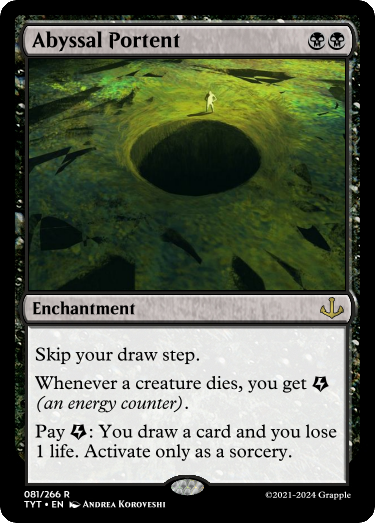 Abyssal Portent
Enchantment
Skip your draw step.
Whenever a creature dies, you get
(an energy counter).
Pay : You draw a card and you lose
1 life. Activate only as a sorcery.
081/266 R
TYT • EN Andrea Koroveshi
©2021-2024 Grapple